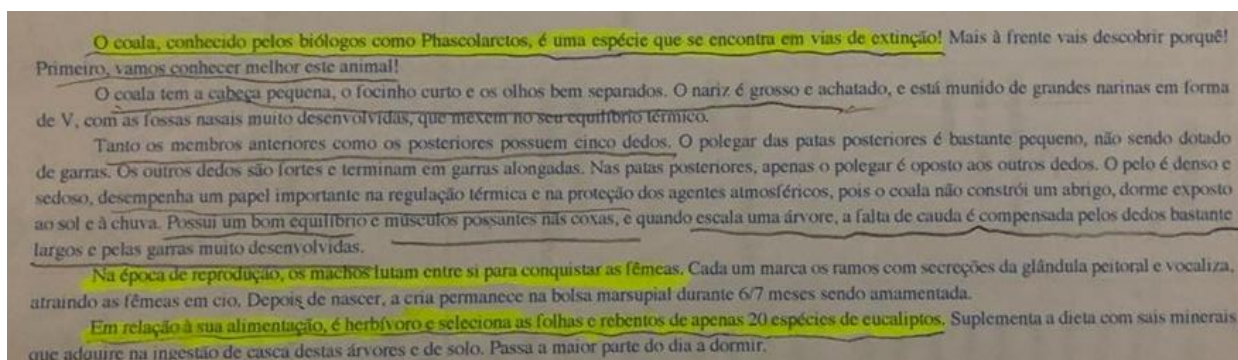 O coala, conhecido pelos biólogos como Phascolarctos, é uma espécie que se encontra em vias de extinção! Mais à frente vais descobrir porquê!
Primeiro, vamos conhecer melhor este animal!
O coala tem a cabeça pequena, o focinho curto e os olhos bem separados. O nariz é grosso e achatado, e está munido de grandes narinas em forma
de V, com as fossas nasais muito desenvolvidas, que mexem no seu equilíbrio térmico.
Tanto os membros anteriores como os posteriores possuem cinco dedos. O polegar das patas posteriores é bastante pequeno, não sendo dotado
de garras. Os outros dedos são fortes e terminam em garras alongadas. Nas patas posteriores, apenas o polegar é oposto aos outros dedos. O pelo é denso e
sedoso, desempenha um papel importante na regulação térmica e na proteção dos agentes atmosféricos, pois o coala não constrói um abrigo, dorme exposto
ao sol e à chuva. Possui um bom equilíbrio e músculos possantes nas coxas, e quando escala uma árvore, a falta de cauda é compensada pelos dedos bastante
largos e pelas garras muito desenvolvidas.
Na época de reprodução, os machos lutam entre si para conquistar as fêmeas. Cada um marca os ramos com secreções da glândula peitoral e vocaliza,
atraindo as fêmeas em cio. Depois de nascer, a cria permanece na bolsa marsupial durante 6/7 meses sendo amamentada.
Em relação à sua alimentação, é herbívoro e seleciona as folhas e rebentos de apenas 20 espécies de eucaliptos. Suplementa a dieta com sais minerais
que adquire na ingestão de casca destas árvores e de solo. Passa a maior parte do dia a dormir.